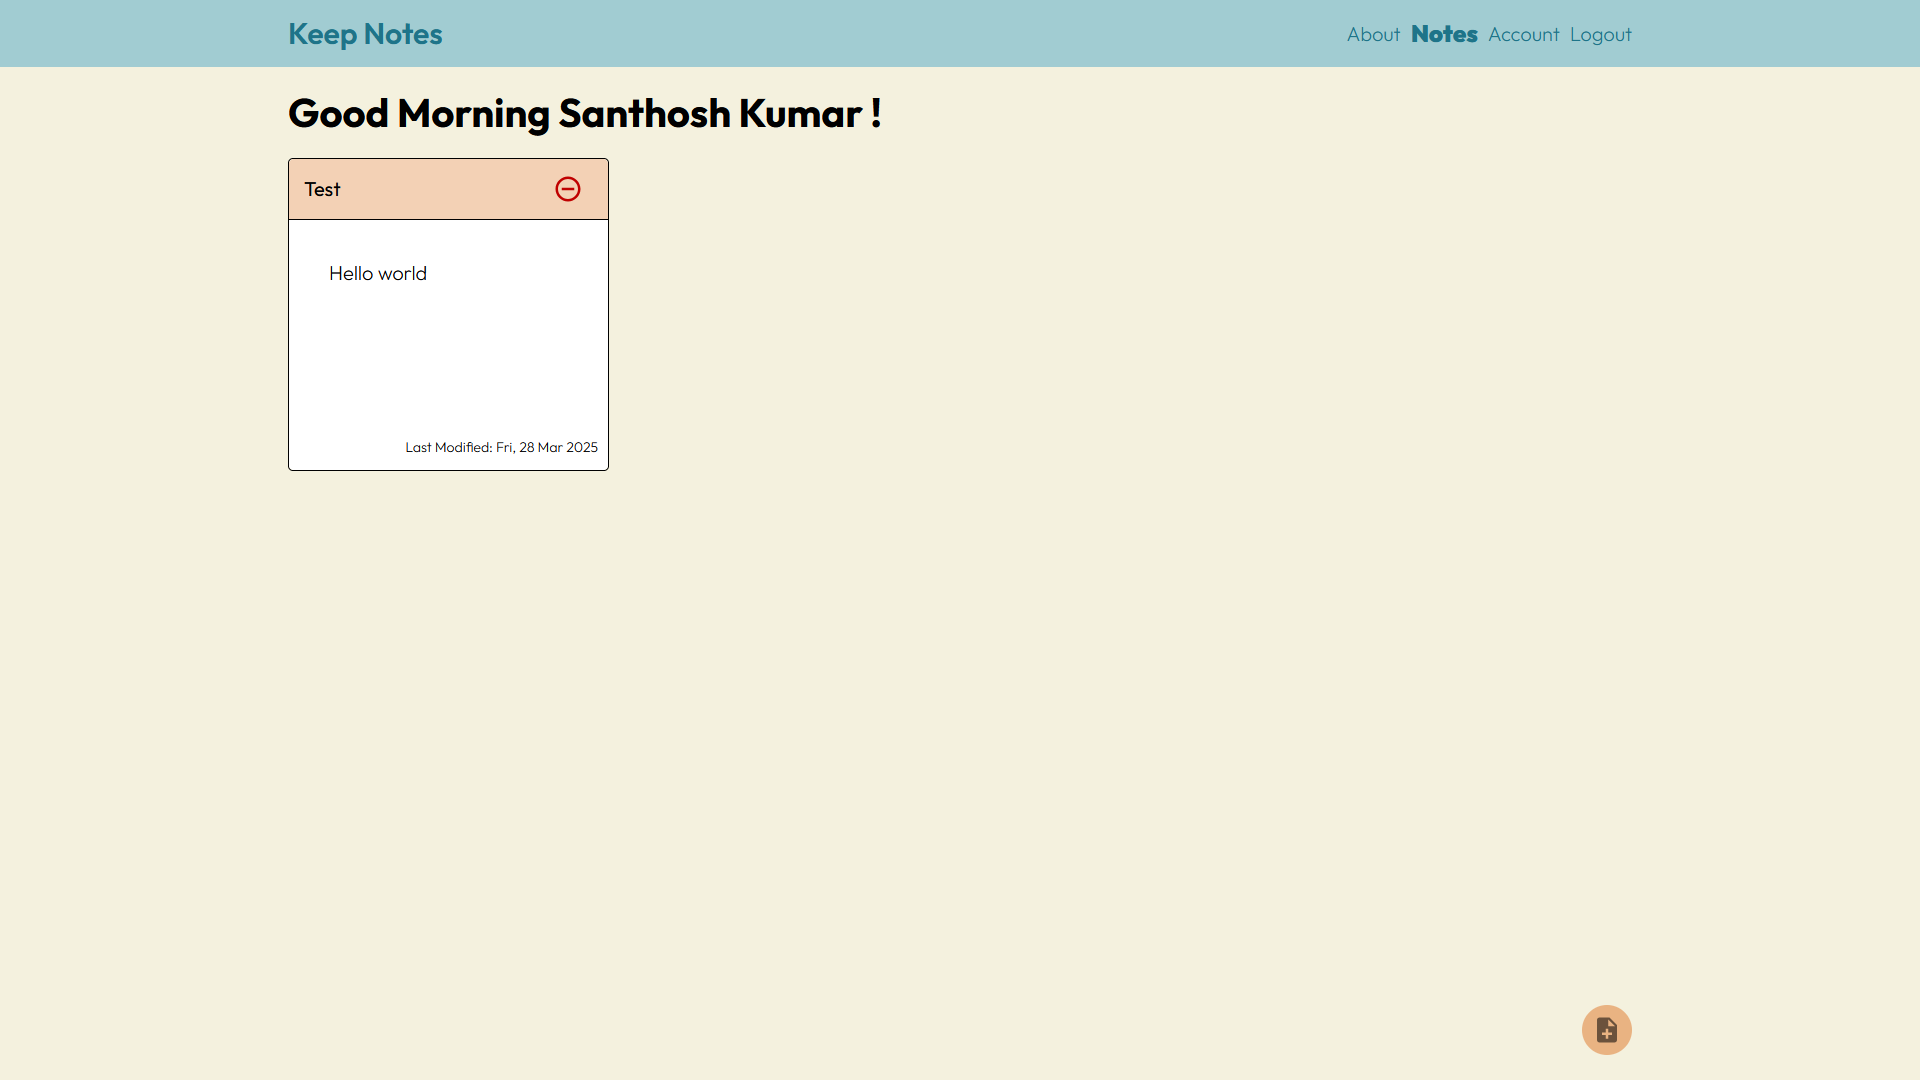 Keep Notes
About Notes Account Logout
Good Morning Santhosh Kumar !
Test
Hello world
Last Modified: Fri, 28 Mar 2025